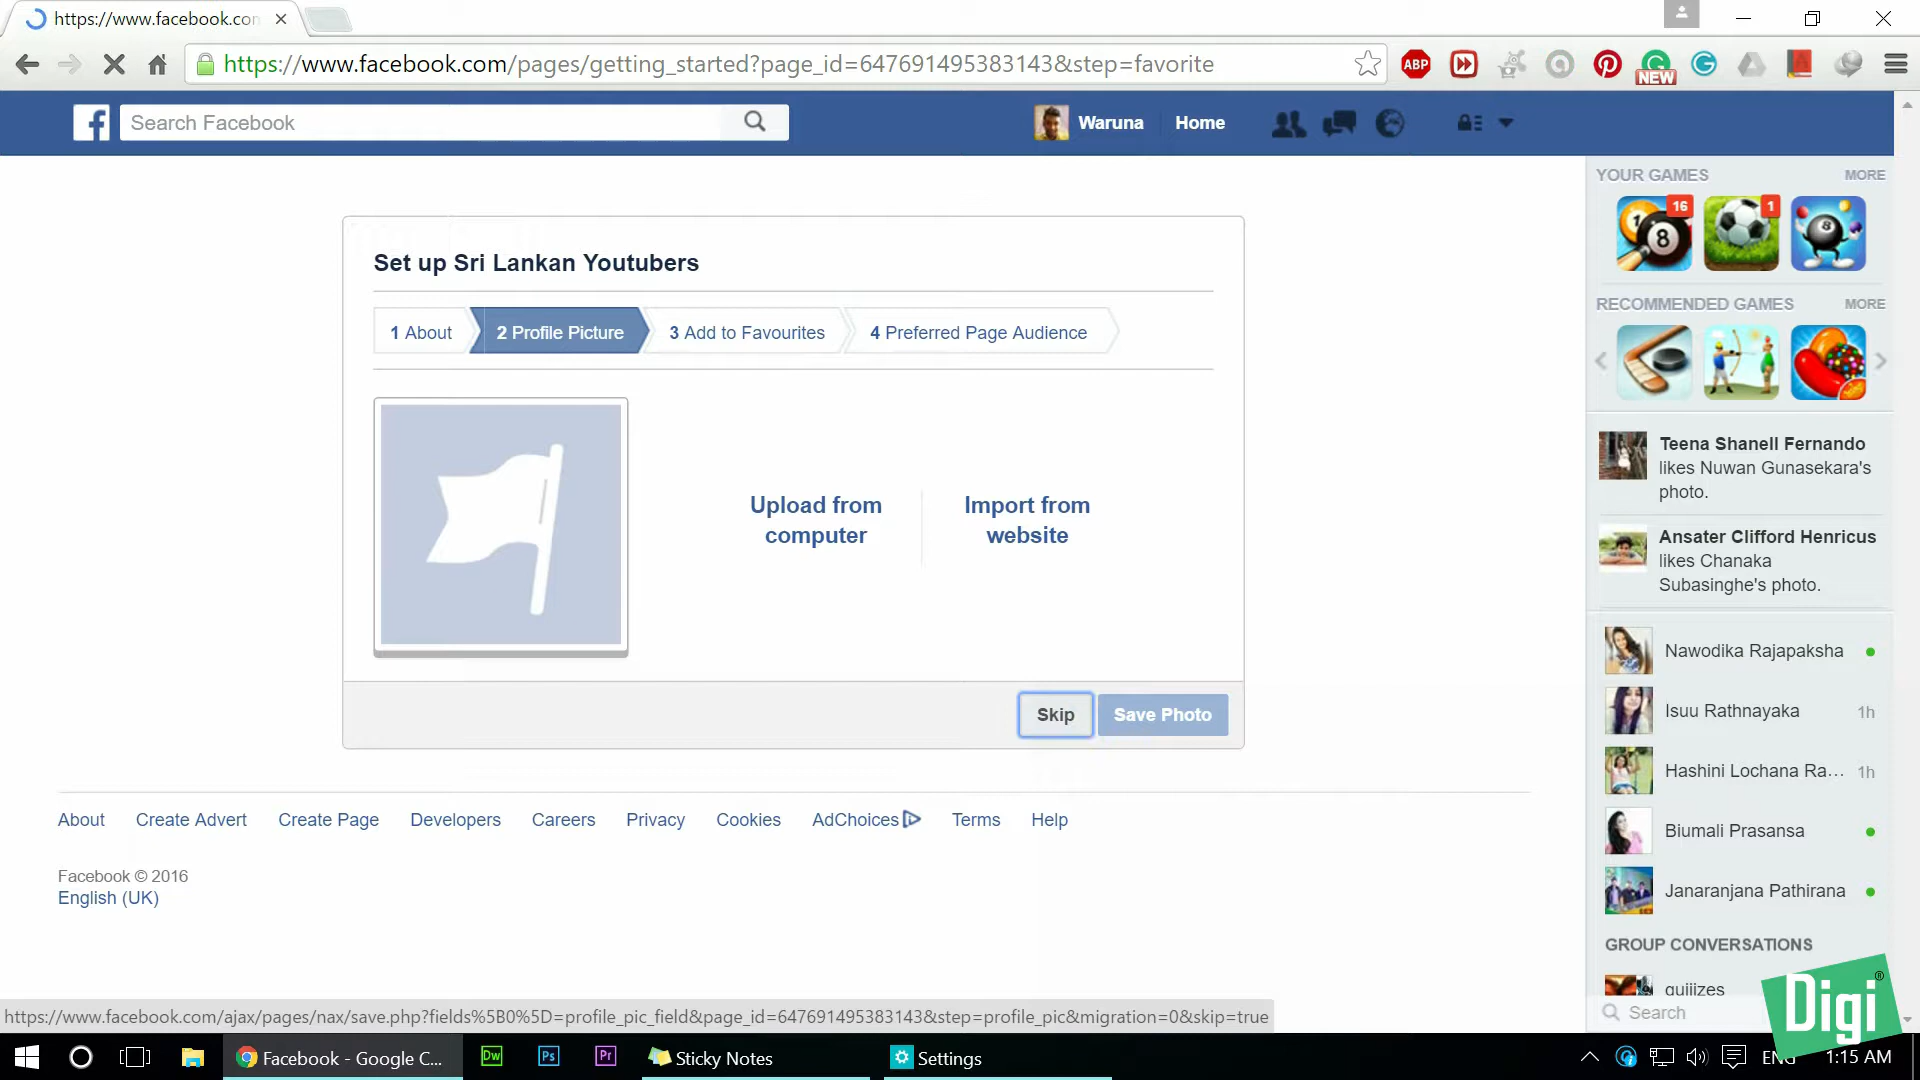 https://www.facebook.con
https://www.facebook.com/pages/getting_started?page_id=647691495383143&step=favorite
ABP
NEW
Search Facebook
Waruna
Home
YOUR GAMES
MORE
16
1
8
8
RECOMMENDED GAMES
MORE
Set up Sri Lankan Youtubers
1 About
2 Profile Picture
3 Add to Favourites
4 Preferred Page Audience
Upload from
computer
Import from
website
Skip
Save Photo
Teena Shanell Fernando
likes Nuwan Gunasekara's
photo.
Ansater Clifford Henricus
likes Chanaka
Subasinghe's photo.
Nawodika Rajapaksha
Isuu Rathnayaka
1h
Hashini Lochana Ra...
1h
Biumali Prasansa
Janaranjana Pathirana
GROUP CONVERSATIONS
quiiizes
Search
About
Create Advert
Create Page
Developers
Careers
Privacy
Cookies
AdChoices
Terms
Help
Facebook © 2016
English (UK)
https://www.facebook.com/ajax/pages/nax/save.php?fields%5B0%5D=profile_pic_field&page_id=647691495383143&step=profile_pic&migration=0&skip=true
Digi
®
Facebook - Google C...
Dw
Ps
Pr
Sticky Notes
Settings
ENG
1:15 AM